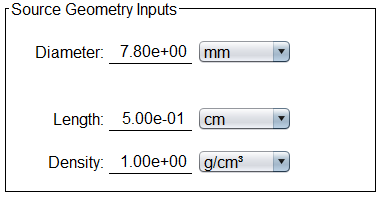 Source Geometry Inputs
Diameter: 7.80e+00 mm
Length: 5.00e-01 cm
Density: 1.00e+00 g/cm³